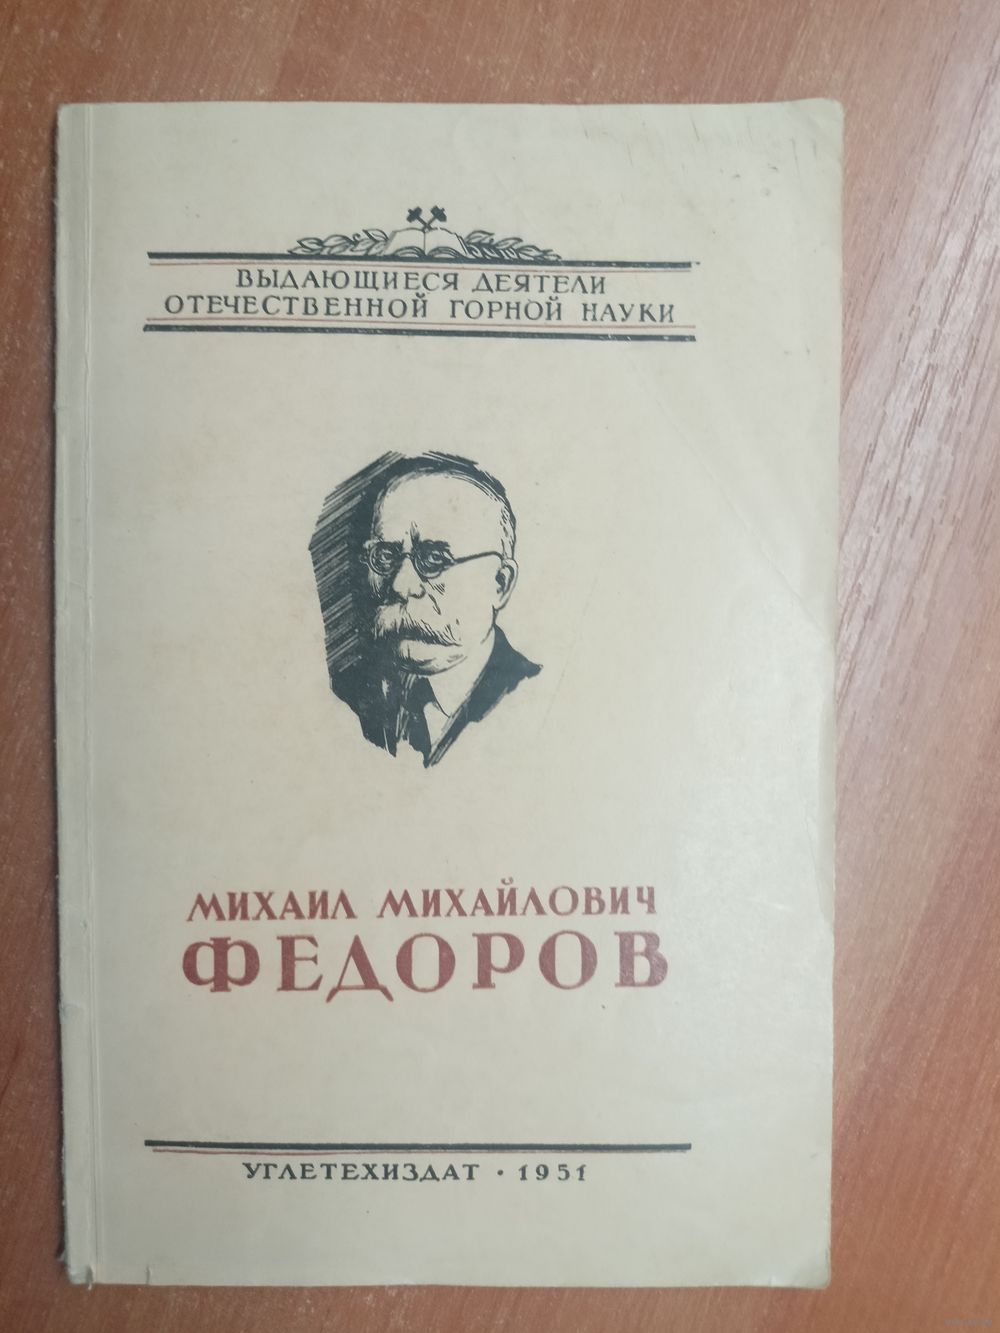 ВЫДАЮЩИЕСЯ ДЕЯТЕЛИ
ОТЕЧЕСТВЕННОЙ ГОРНОЙ НАУКИ
МИХАИЛ МИХАЙЛОВИЧ
ФЕДОРОВ
УГЛЕТЕХИЗДАТ · 1951